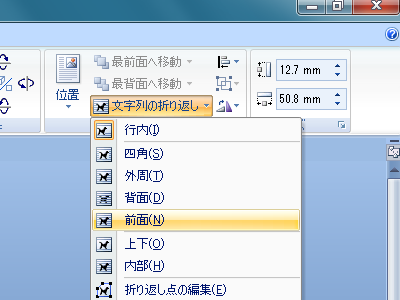 最前面へ移動
最背面へ移動
位置
文字列の折り返し
12.7 mm
50.8 mm
行内(I)
四角(S)
外周(T)
背面(D)
前面(N)
上下(O)
内部(H)
折り返し点の編集(E)